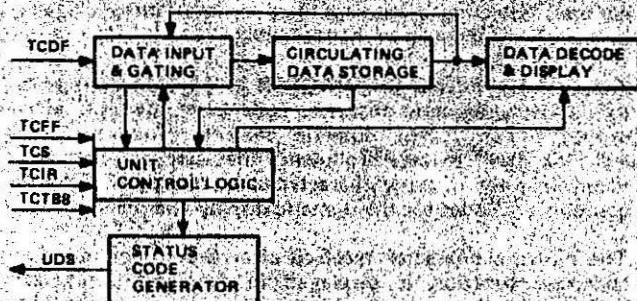 TCDF
DATA INPUT
& GATING
CIRCULATING
DATA STORAGE
DATA DECODE
& DISPLAY
TCFF
TCS
TCIR
TCTB8
UNIT
CONTROL LOGIC
UDS
STATUS
CODE
GENERATOR